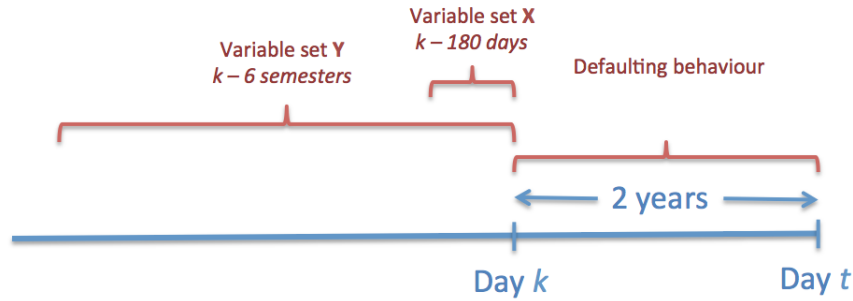 Variable set Y
k – 6 semesters
Variable set X
k – 180 days
Defaulting behaviour
2 years
Day k
Day t